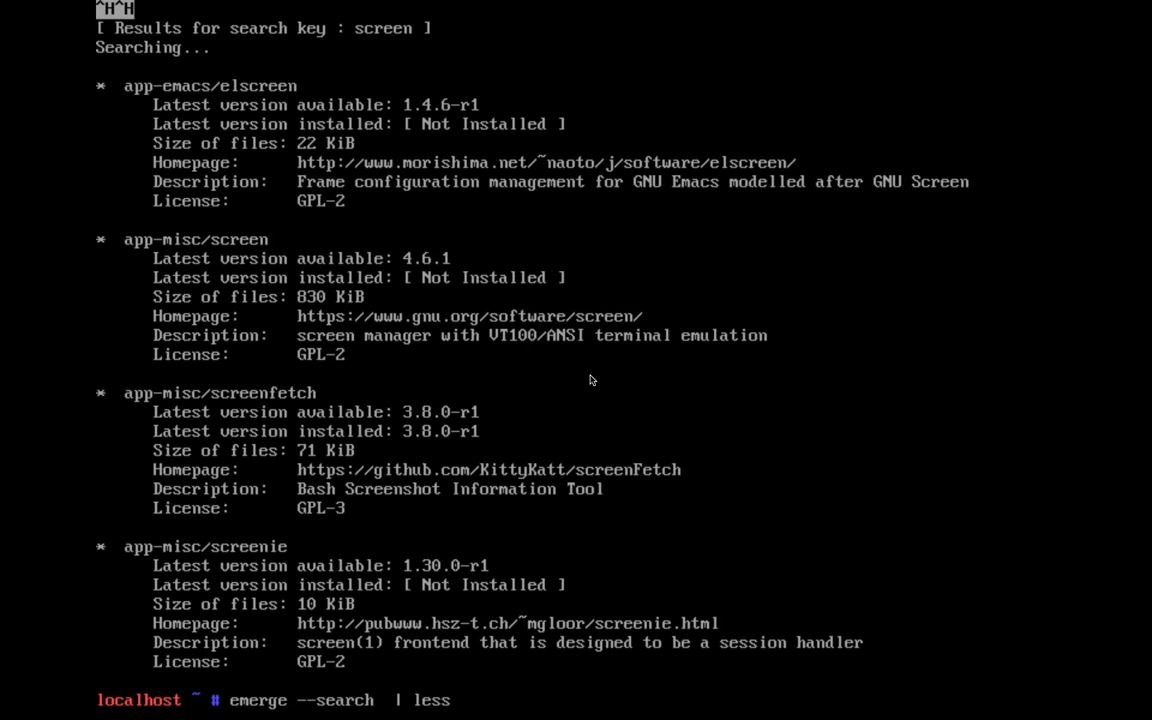 ^H^H
[ Results for search key : screen ]
Searching...
*  app-emacs/elscreen
Latest version available: 1.4.6-r1
Latest version installed: [ Not Installed ]
Size of files: 22 KiB
Homepage:      http://www.morishima.net/~naoto/j/software/elscreen/
Description:   Frame configuration management for GNU Emacs modelled after GNU Screen
License:       GPL-2
*  app-misc/screen
Latest version available: 4.6.1
Latest version installed: [ Not Installed ]
Size of files: 830 KiB
Homepage:      https://www.gnu.org/software/screen/
Description:   screen manager with VT100/ANSI terminal emulation
License:       GPL-2
*  app-misc/screenfetch
Latest version available: 3.8.0-r1
Latest version installed: 3.8.0-r1
Size of files: 71 KiB
Homepage:      https://github.com/KittyKatt/screenFetch
Description:   Bash Screenshot Information Tool
License:       GPL-3
*  app-misc/screenie
Latest version available: 1.30.0-r1
Latest version installed: [ Not Installed ]
Size of files: 10 KiB
Homepage:      http://pubwww.hsz-t.ch/~mgloor/screenie.html
Description:   screen(1) frontend that is designed to be a session handler
License:       GPL-2
localhost ~ # emerge --search  | less